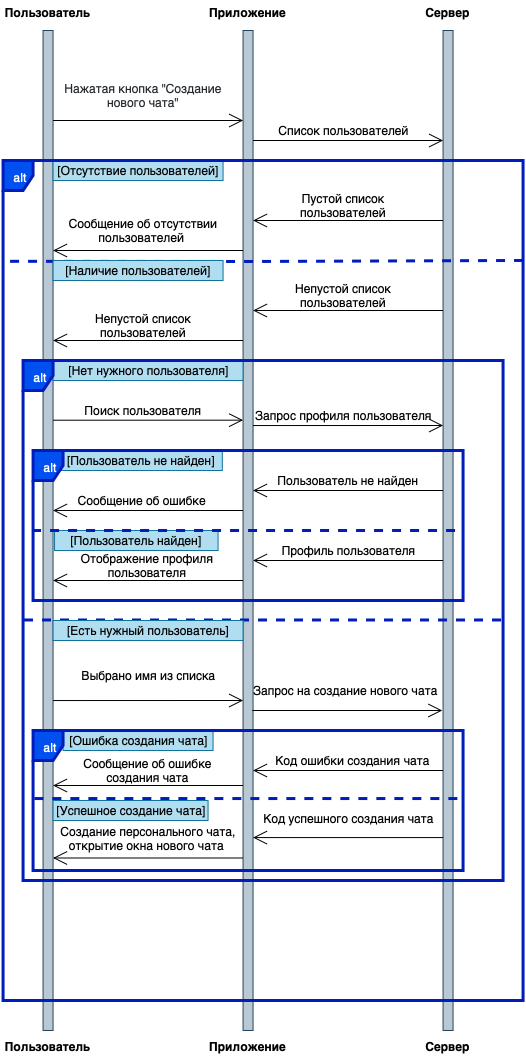 Пользователь
Приложение
Сервер
Нажатая кнопка "Создание
нового чата"
Список пользователей
alt
[Отсутствие пользователей]
Пустой список
пользователей
Сообщение об отсутствии
пользователей
[Наличие пользователей]
Непустой список
пользователей
Непустой список
пользователей
alt
[Нет нужного пользователя]
Поиск пользователя
Запрос профиля пользователя
alt
[Пользователь не найден]
Пользователь не найден
Сообщение об ошибке
[Пользователь найден]
Профиль пользователя
Отображение профиля
пользователя
[Есть нужный пользователь]
Выбрано имя из списка
Запрос на создание нового чата
alt
[Ошибка создания чата]
Код ошибки создания чата
Сообщение об ошибке
создания чата
[Успешное создание чата]
Код успешного создания чата
Создание персонального чата,
открытие окна нового чата
Пользователь
Приложение
Сервер